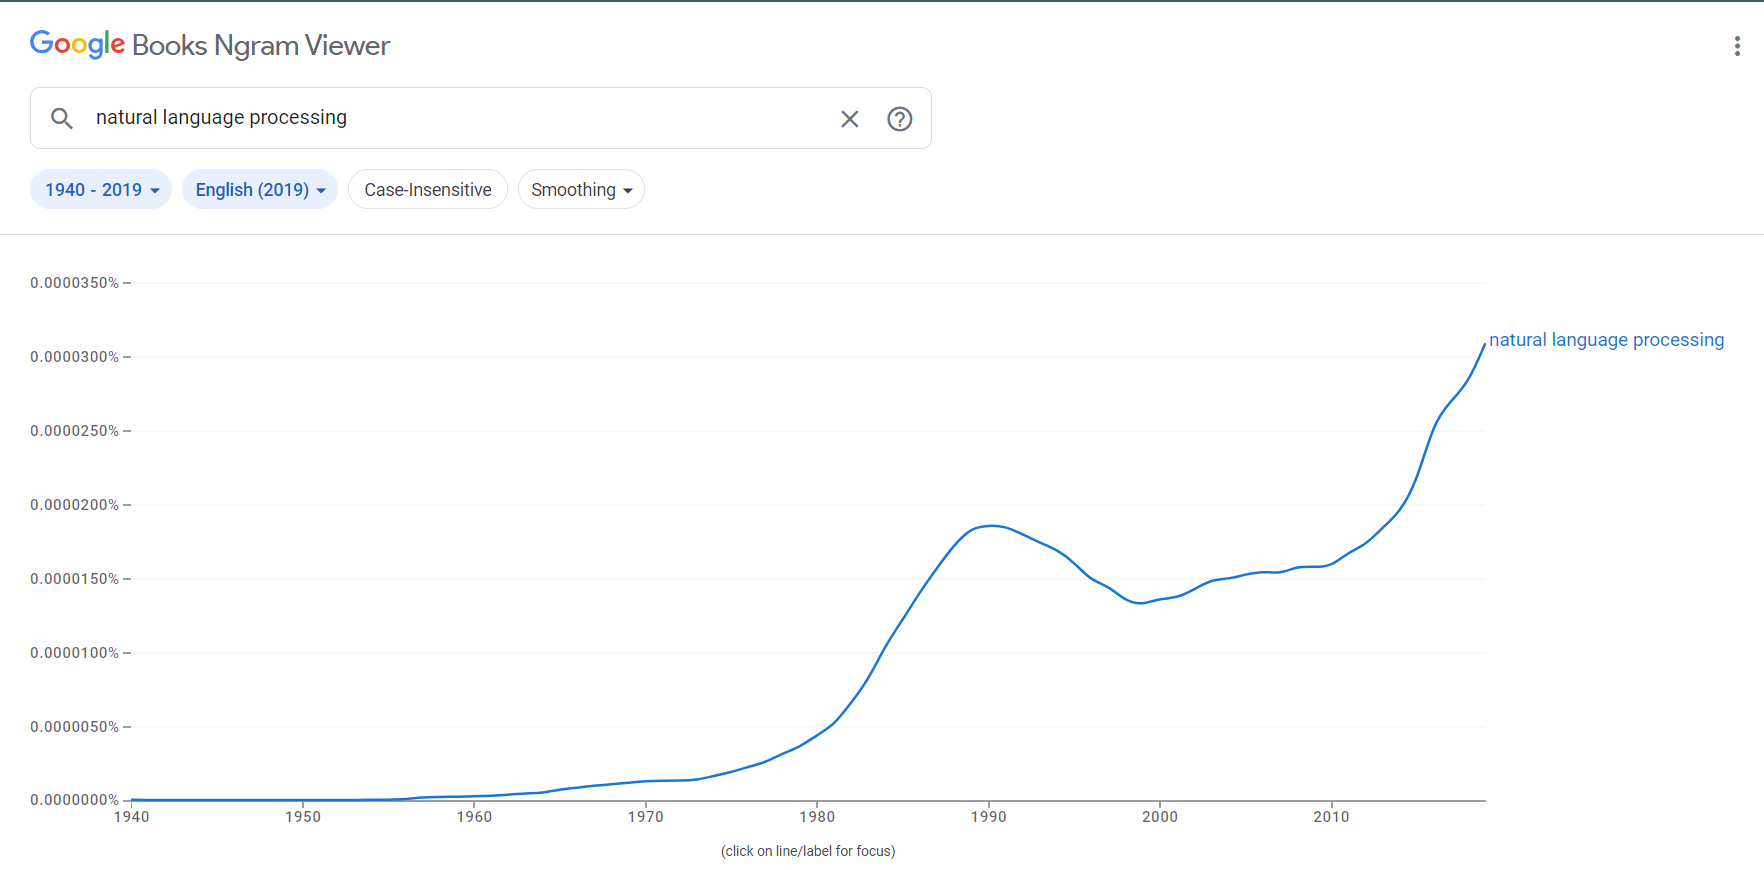 Google Books Ngram Viewer
natural language processing
1940 - 2019
English (2019)
Case-Insensitive
Smoothing
0.0000350%
natural language processing
0.0000300%
0.0000250%
0.0000200%
0.0000150%
0.0000100%
0.0000050%
0.0000000%
1940 1950 1960 1970 1980 1990 2000 2010
(click on line/label for focus)